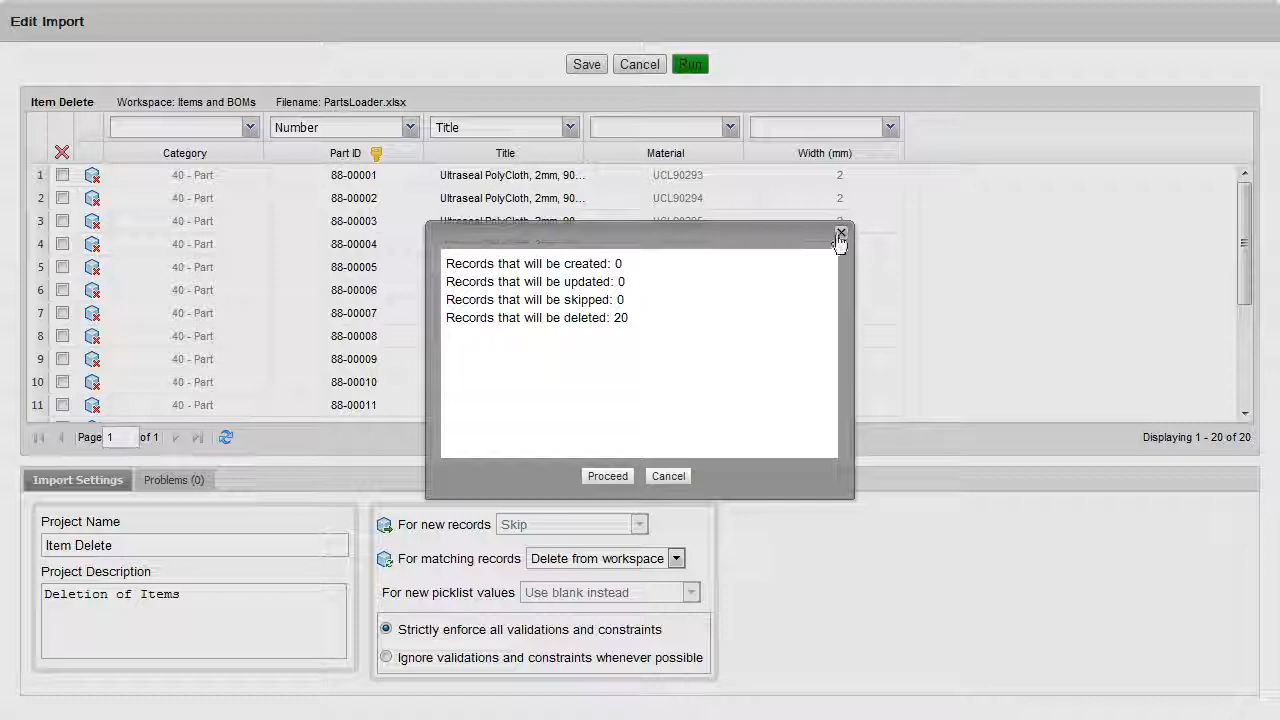 Edit Import
Save Cancel Run
Item Delete Workspace: Items and BOMs Filename: PartsLoader.xlsx
Number Title
Category Part ID Title Material Width (mm)
1 40 - Part 88-00001 Ultraseal PolyCloth, 2mm, 90... UCL90293 2
2 40 - Part 88-00002 Ultraseal PolyCloth, 2mm, 90... UCL90294 2
3 40 - Part 88-00003
4 40 - Part 88-00004
5 40 - Part 88-00005
6 40 - Part 88-00006
7 40 - Part 88-00007
8 40 - Part 88-00008
9 40 - Part 88-00009
10 40 - Part 88-00010
11 40 - Part 88-00011
Records that will be created: 0
Records that will be updated: 0
Records that will be skipped: 0
Records that will be deleted: 20
Proceed Cancel
Page 1 of 1 Displaying 1 - 20 of 20
Import Settings Problems (0)
Project Name
Item Delete
Project Description
Deletion of Items
For new records Skip
For matching records Delete from workspace
For new picklist values Use blank instead
Strictly enforce all validations and constraints
Ignore validations and constraints whenever possible